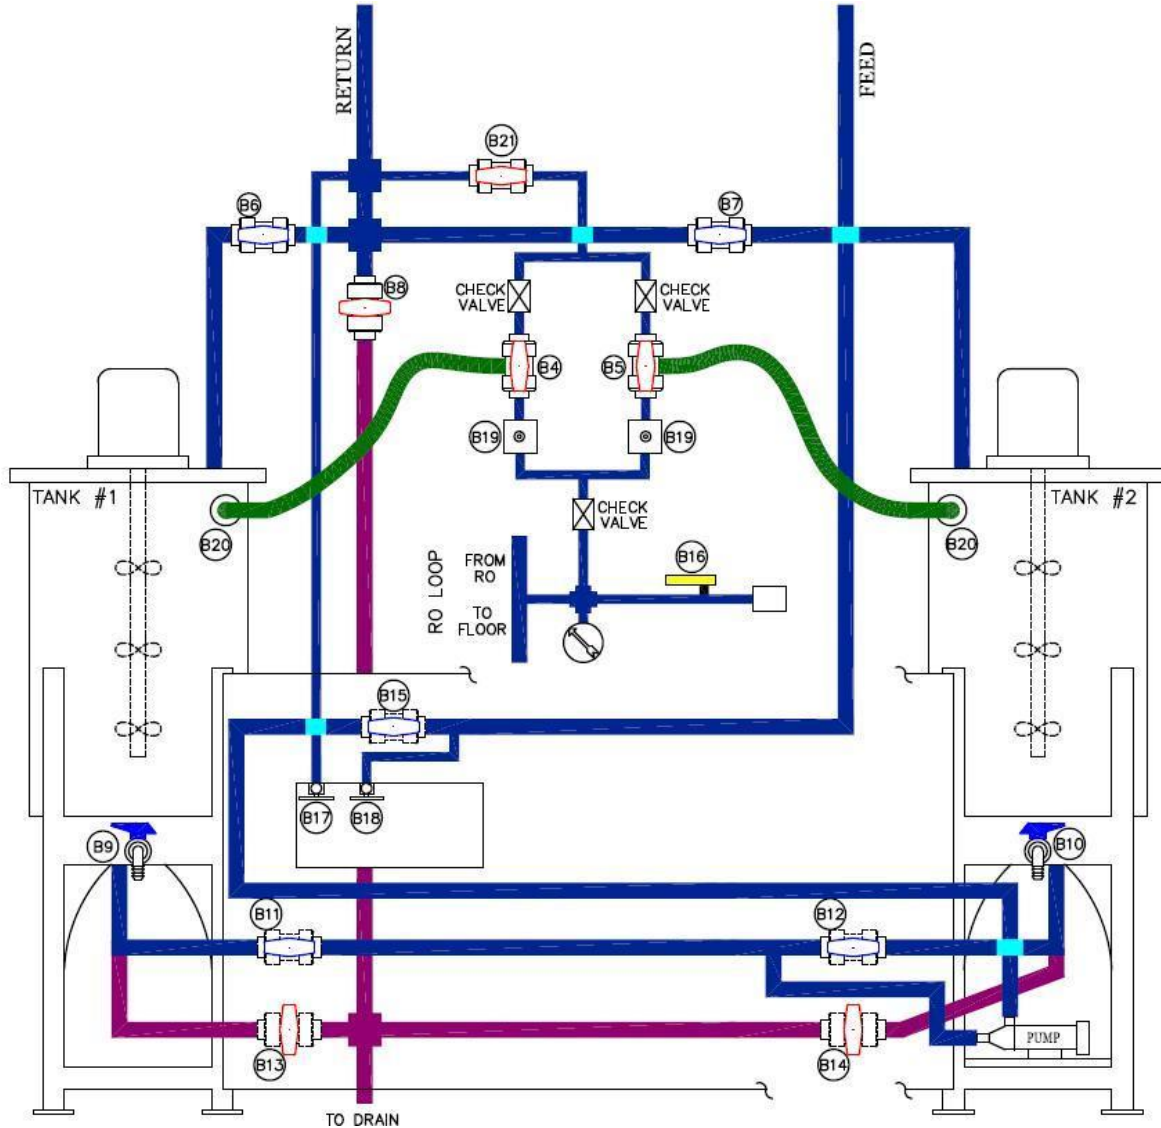 RETURN
FEED
B21
B6
B7
B8
CHECK
VALVE
CHECK
VALVE
B4
B5
B19
B19
TANK #1
TANK #2
CHECK
VALVE
B20
B20
RO LOOP
FROM
RO
TO
FLOOR
B16
B15
B17
B18
B9
B10
B11
B12
PUMP
B13
B14
TO DRAIN